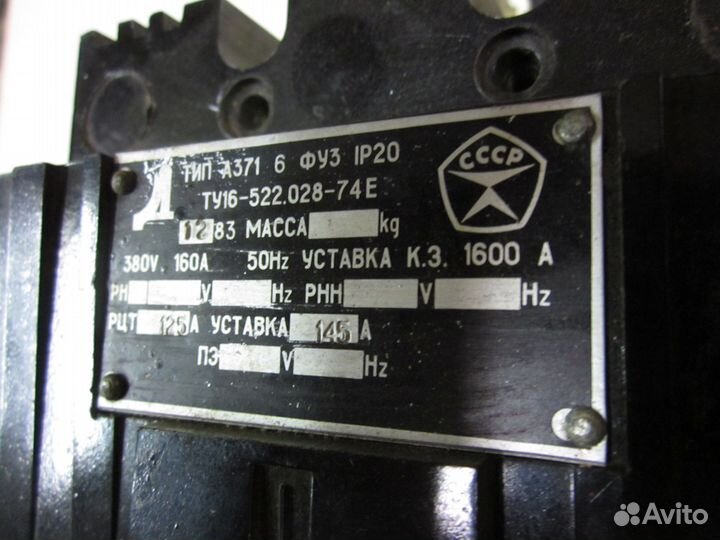 ТИП А371 6 ФУЗ IP20
ТУ16-522.028-74Е
СССР
12 83 МАССА kg
380V. 160А 50Hz УСТАВКА К.З. 1600 А
РН V Hz РНН V Hz
РЦТ 125 А УСТАВКА 145 А
ПЭ V Hz
Avito